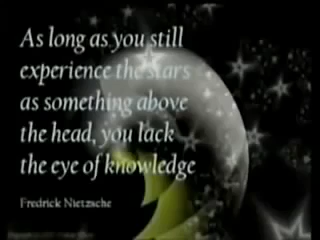 As long as you still
experience the stars
as something above
the head, you lack
the eye of knowledge
Fredrick Nietzsche